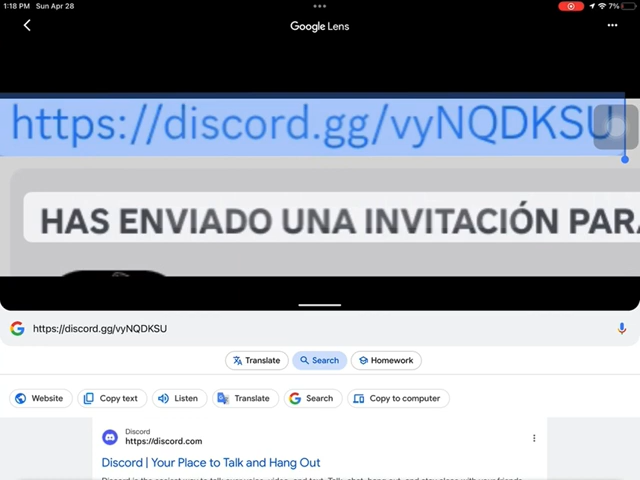 1:18 PM Sun Apr 28
7%
Google Lens
https://discord.gg/vyNQDKSU
HAS ENVIADO UNA INVITACIÓN PARA
https://discord.gg/vyNQDKSU
Translate Search Homework
Website Copy text Listen Translate Search Copy to computer
Discord
https://discord.com
Discord | Your Place to Talk and Hang Out